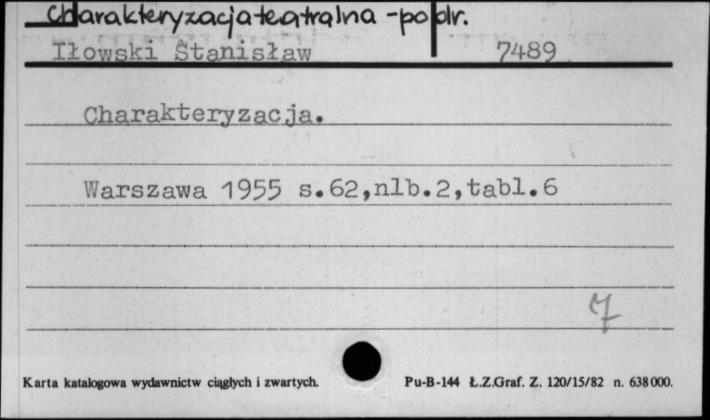 Charakteryzacja teatralna - podr.
Iłowski Stanisław 7489
Charakteryzacja.
Warszawa 1955 s.62,nlb.2,tabl.6
7
Karta katalogowa wydawnictw ciągłych i zwartych. Pu-B-144 Ł.Z.Graf. Z. 120/15/82 n. 638000.